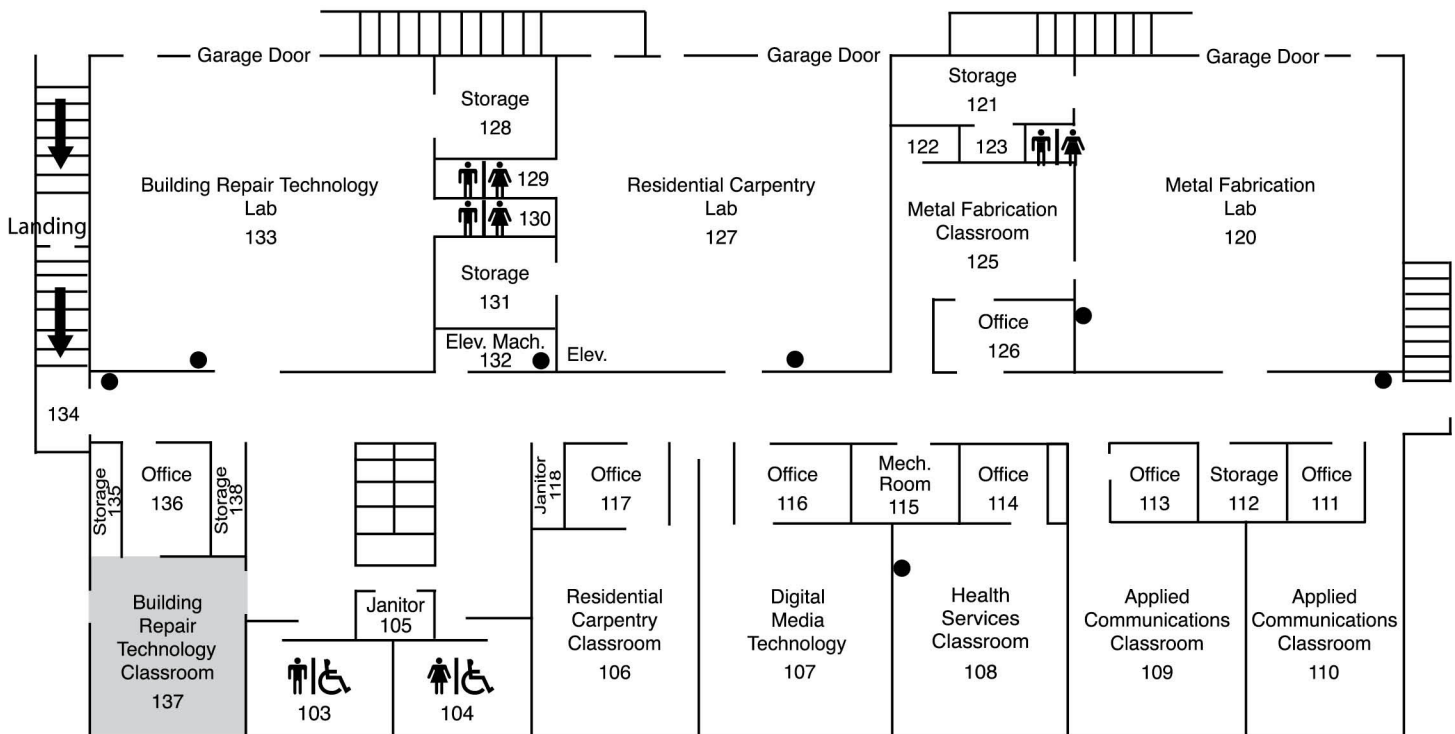 Garage Door
Garage Door
Garage Door
Storage
128
Storage
121
122
123
129
130
Building Repair Technology
Lab
133
Residential Carpentry
Lab
127
Metal Fabrication
Classroom
125
Metal Fabrication
Lab
120
Landing
Storage
131
Office
126
Elev. Mach.
132
Elev.
134
Storage
135
Office
136
Storage
138
Janitor
118
Office
117
Office
116
Mech.
Room
115
Office
114
Office
113
Storage
112
Office
111
Building
Repair
Technology
Classroom
137
Janitor
105
103
104
Residential
Carpentry
Classroom
106
Digital
Media
Technology
107
Health
Services
Classroom
108
Applied
Communications
Classroom
109
Applied
Communications
Classroom
110